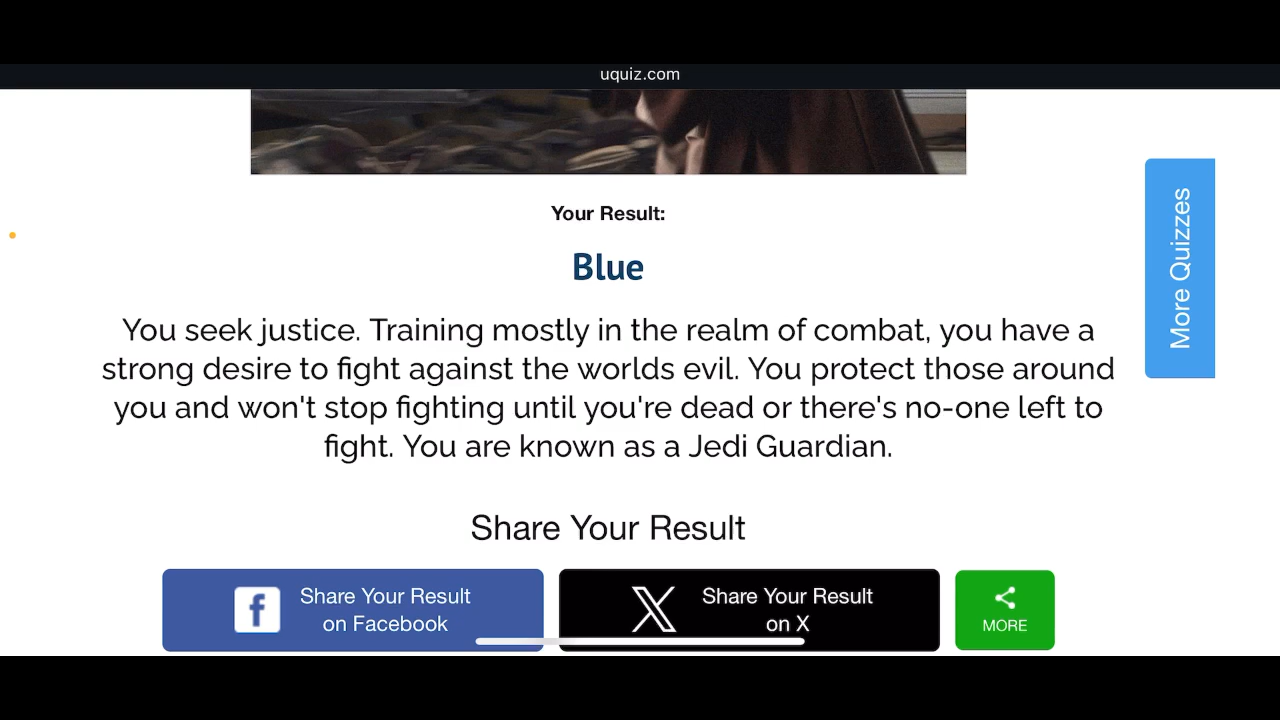 uquiz.com
More Quizzes
Your Result:
Blue
You seek justice. Training mostly in the realm of combat, you have a
strong desire to fight against the worlds evil. You protect those around
you and won't stop fighting until you're dead or there's no-one left to
fight. You are known as a Jedi Guardian.
Share Your Result
Share Your Result
on Facebook
Share Your Result
on X
MORE